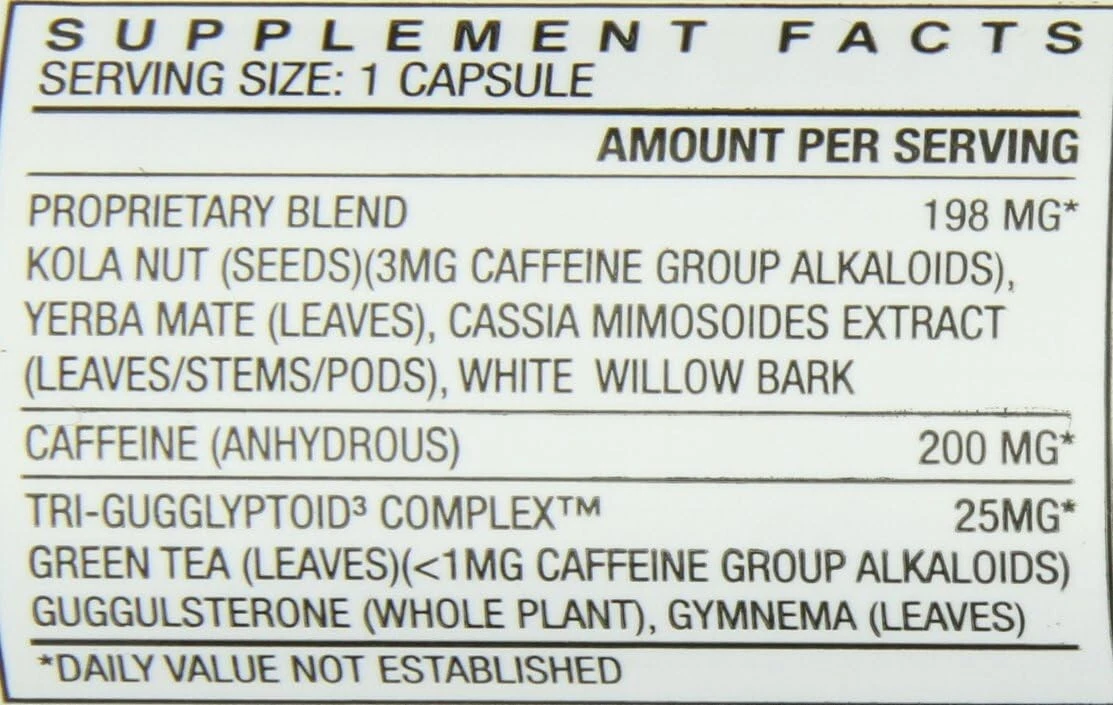 SUPPLEMENT FACTS
SERVING SIZE: 1 CAPSULE
AMOUNT PER SERVING
PROPRIETARY BLEND 198 MG*
KOLA NUT (SEEDS)(3MG CAFFEINE GROUP ALKALOIDS),
YERBA MATE (LEAVES), CASSIA MIMOSOIDES EXTRACT
(LEAVES/STEMS/PODS), WHITE WILLOW BARK
CAFFEINE (ANHYDROUS) 200 MG*
TRI-GUGGLYPTOID³ COMPLEX™ 25MG*
GREEN TEA (LEAVES)(<1MG CAFFEINE GROUP ALKALOIDS)
GUGGULSTERONE (WHOLE PLANT), GYMNEMA (LEAVES)
*DAILY VALUE NOT ESTABLISHED